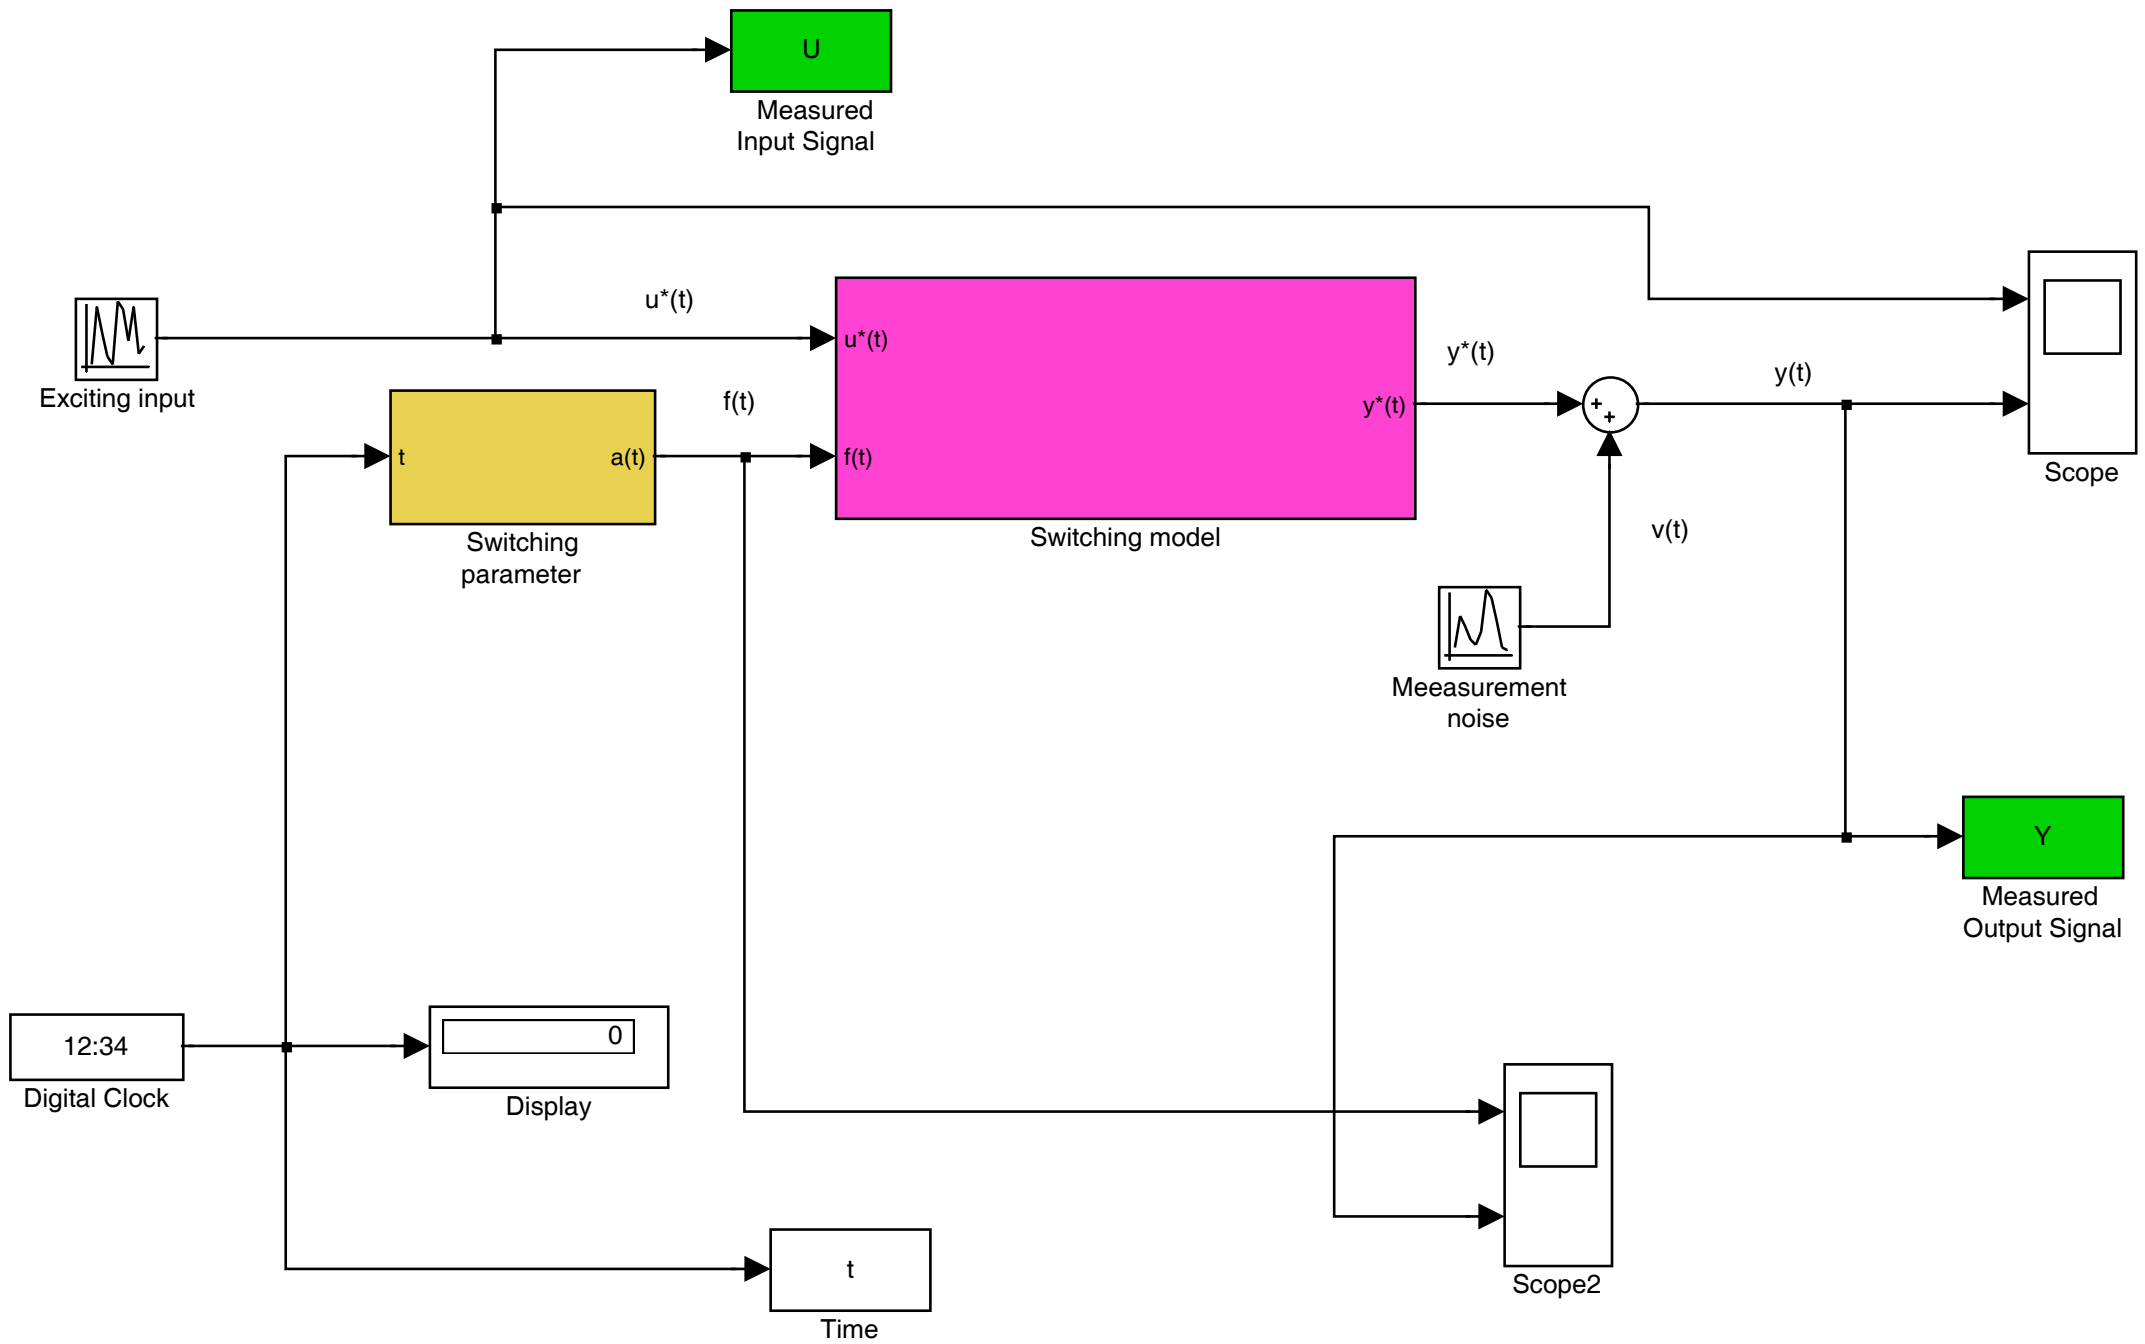 U
Measured
Input Signal
u*(t)
u*(t)
Exciting input
y*(t)
y*(t)
y(t)
+
+
Scope
f(t)
t
a(t)
f(t)
Switching
parameter
Switching model
v(t)
Meeasurement
noise
Y
Measured
Output Signal
12:34
Digital Clock
0
Display
Scope2
t
Time